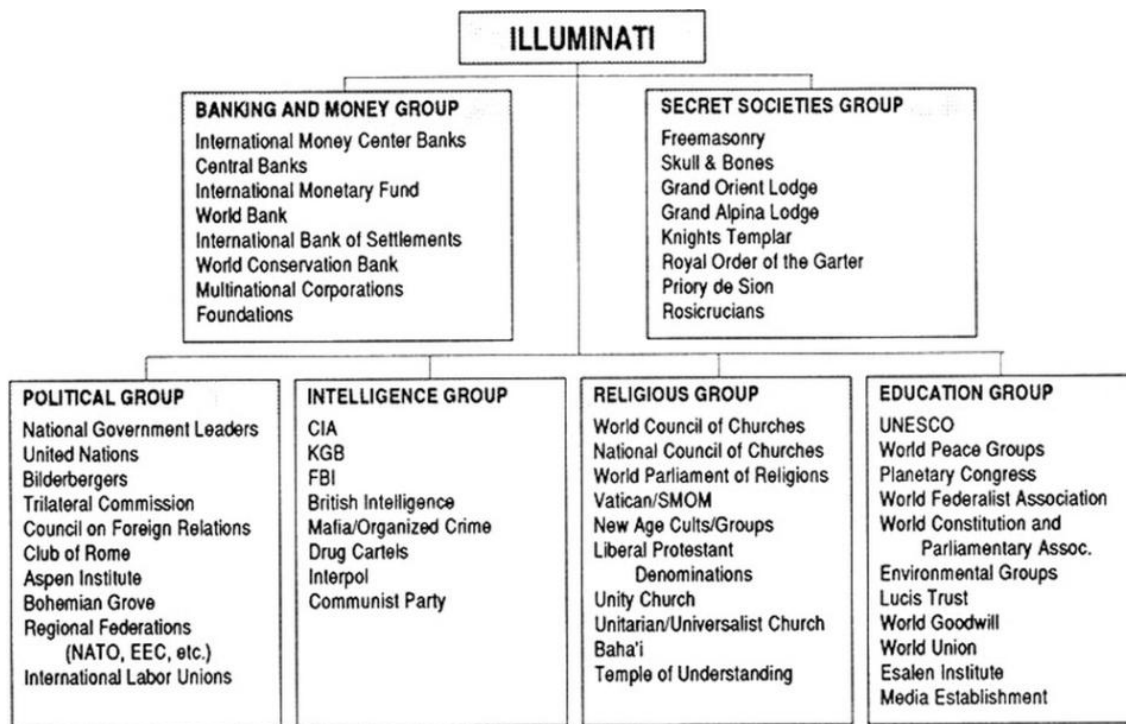 ILLUMINATI
BANKING AND MONEY GROUP
International Money Center Banks
Central Banks
International Monetary Fund
World Bank
International Bank of Settlements
World Conservation Bank
Multinational Corporations
Foundations
SECRET SOCIETIES GROUP
Freemasonry
Skull & Bones
Grand Orient Lodge
Grand Alpina Lodge
Knights Templar
Royal Order of the Garter
Priory de Sion
Rosicrucians
POLITICAL GROUP
National Government Leaders
United Nations
Bilderbergers
Trilateral Commission
Council on Foreign Relations
Club of Rome
Aspen Institute
Bohemian Grove
Regional Federations
(NATO, EEC, etc.)
International Labor Unions
INTELLIGENCE GROUP
CIA
KGB
FBI
British Intelligence
Mafia/Organized Crime
Drug Cartels
Interpol
Communist Party
RELIGIOUS GROUP
World Council of Churches
National Council of Churches
World Parliament of Religions
Vatican/SMOM
New Age Cults/Groups
Liberal Protestant
Denominations
Unity Church
Unitarian/Universalist Church
Baha'i
Temple of Understanding
EDUCATION GROUP
UNESCO
World Peace Groups
Planetary Congress
World Federalist Association
World Constitution and
Parliamentary Assoc.
Environmental Groups
Lucis Trust
World Goodwill
World Union
Esalen Institute
Media Establishment